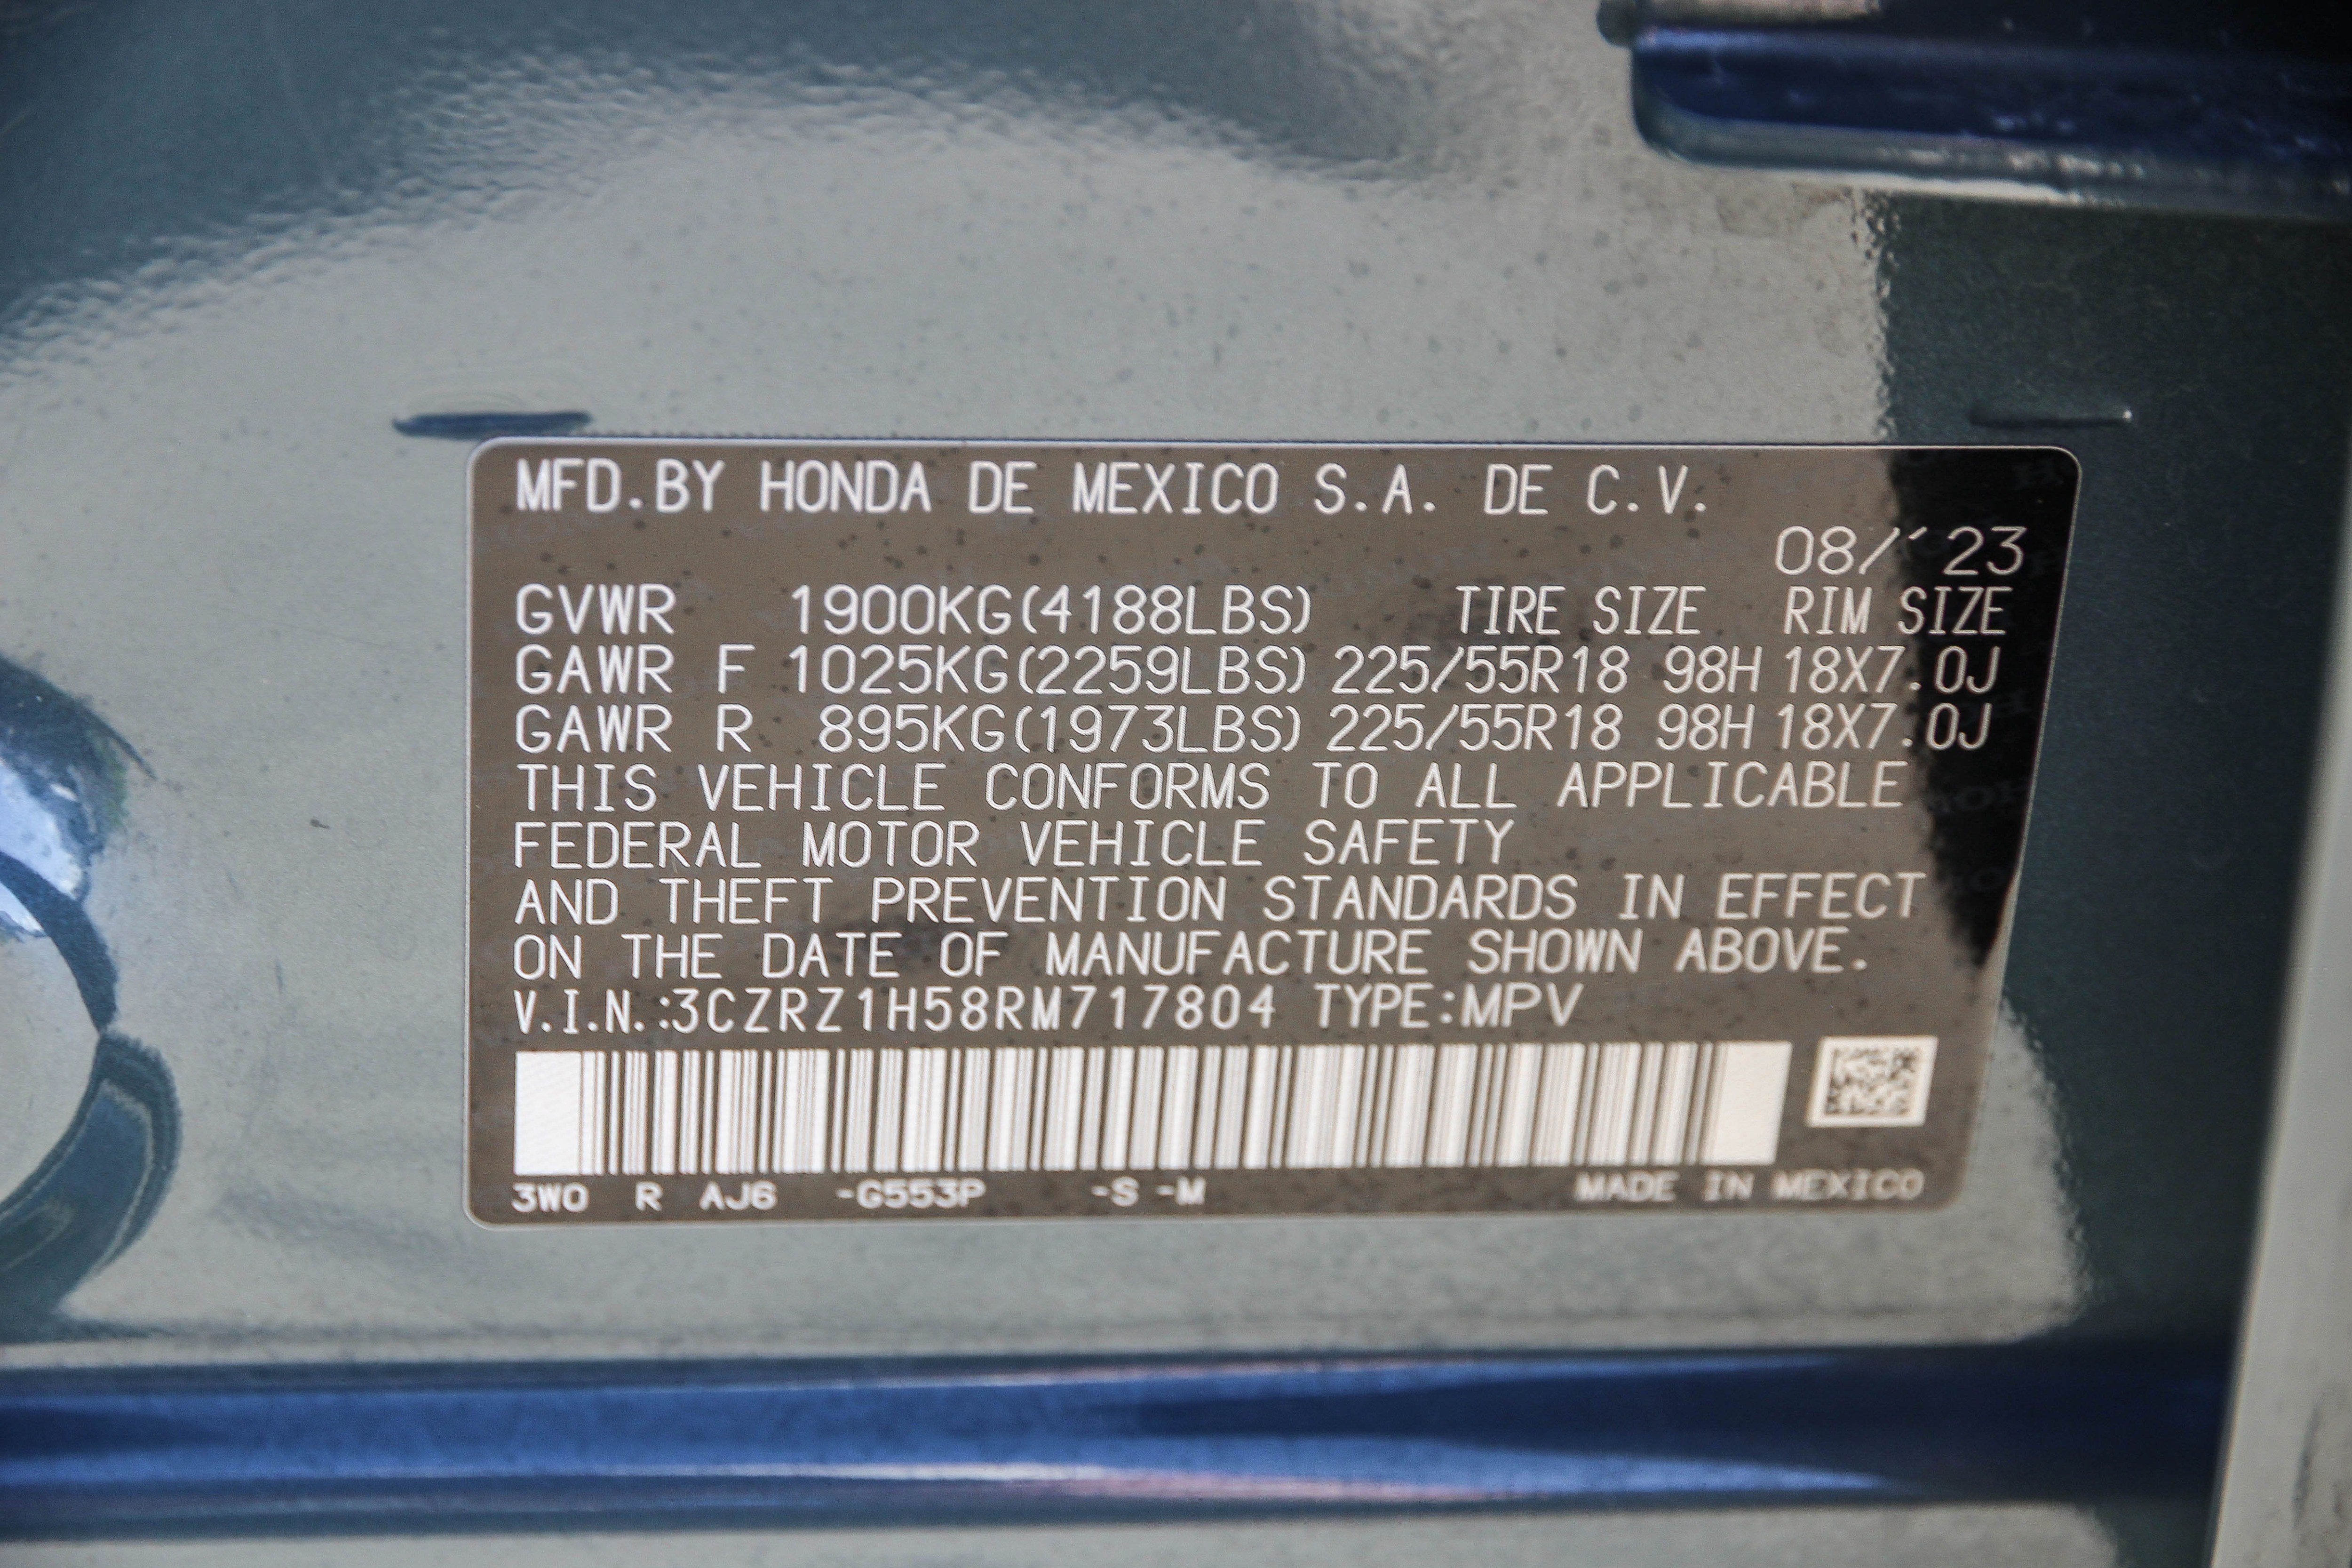 MFD.BY HONDA DE MEXICO S.A. DE C.V.
08/´23
GVWR 1900KG(4188LBS) TIRE SIZE RIM SIZE
GAWR F 1025KG(2259LBS) 225/55R18 98H 18X7.0J
GAWR R 895KG(1973LBS) 225/55R18 98H 18X7.0J
THIS VEHICLE CONFORMS TO ALL APPLICABLE
FEDERAL MOTOR VEHICLE SAFETY
AND THEFT PREVENTION STANDARDS IN EFFECT
ON THE DATE OF MANUFACTURE SHOWN ABOVE.
V.I.N.:3CZRZ1H58RM717804 TYPE:MPV
3W0 R AJ6 -G553P -S -M MADE IN MEXICO